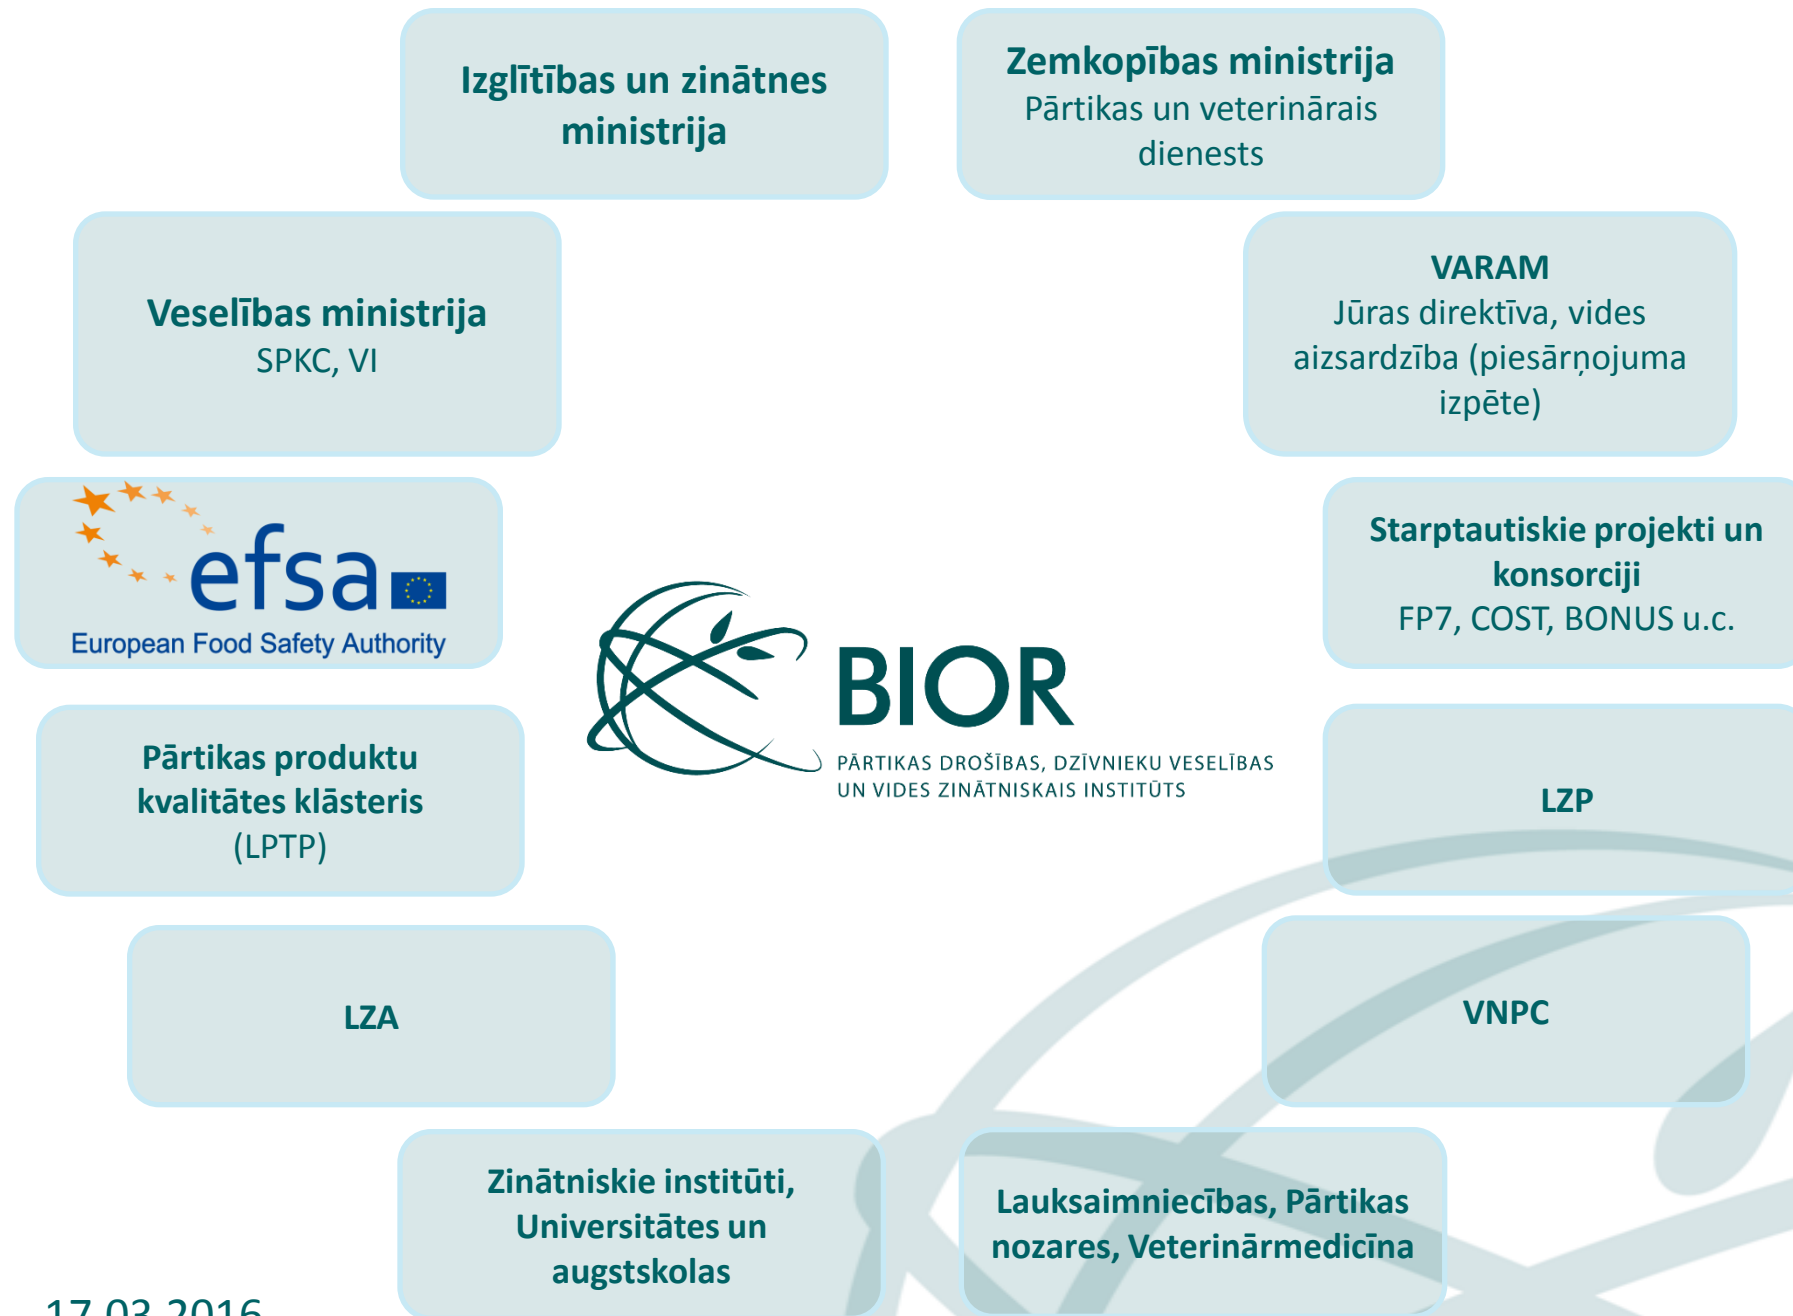 Izglītības un zinātnes
ministrija
Zemkopības ministrija
Pārtikas un veterinārais
dienests
Veselības ministrija
SPKC, VI
VARAM
Jūras direktīva, vides
aizsardzība (piesārņojuma
izpēte)
efsa
European Food Safety Authority
Starptautiskie projekti un
konsorciji
FP7, COST, BONUS u.c.
BIOR
PĀRTIKAS DROŠĪBAS, DZĪVNIEKU VESELĪBAS
UN VIDES ZINĀTNISKAIS INSTITŪTS
Pārtikas produktu
kvalitātes klāsteris
(LPTP)
LZP
LZA
VNPC
Zinātniskie institūti,
Universitātes un
augstskolas
Lauksaimniecības, Pārtikas
nozares, Veterinārmedicīna
17.03.2016